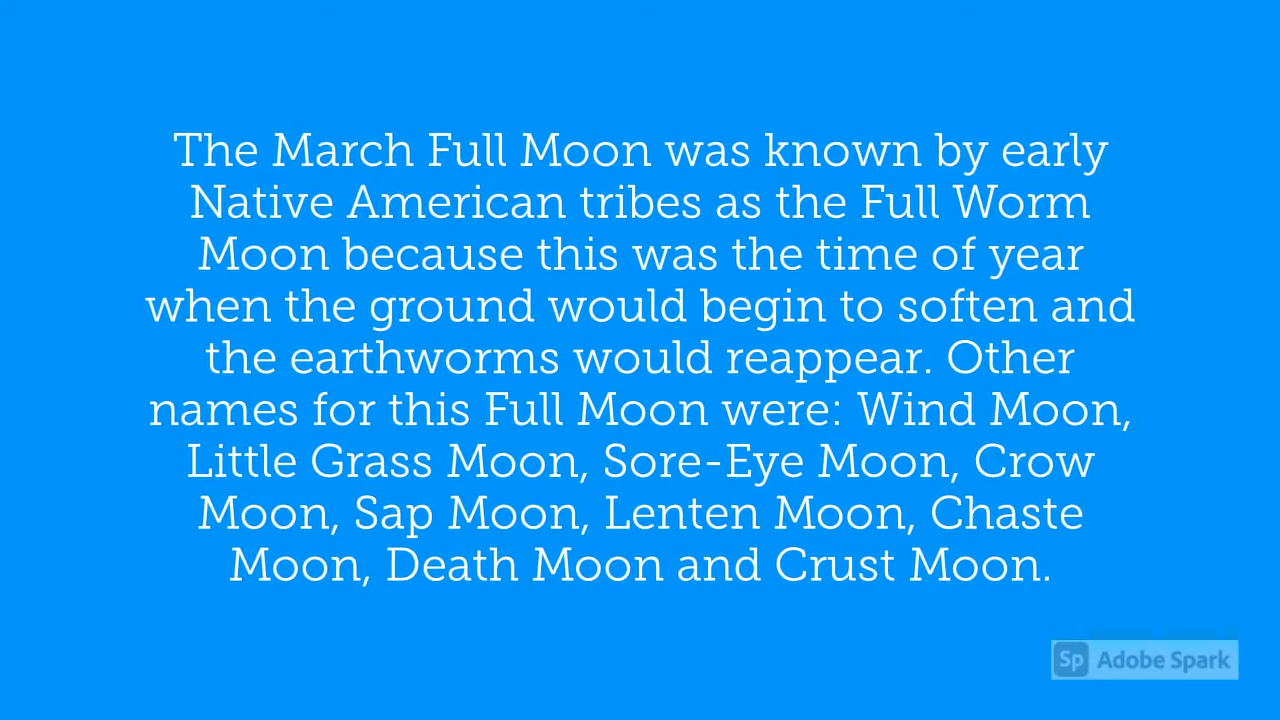 The March Full Moon was known by early
Native American tribes as the Full Worm
Moon because this was the time of year
when the ground would begin to soften and
the earthworms would reappear. Other
names for this Full Moon were: Wind Moon,
Little Grass Moon, Sore-Eye Moon, Crow
Moon, Sap Moon, Lenten Moon, Chaste
Moon, Death Moon and Crust Moon.
Sp Adobe Spark